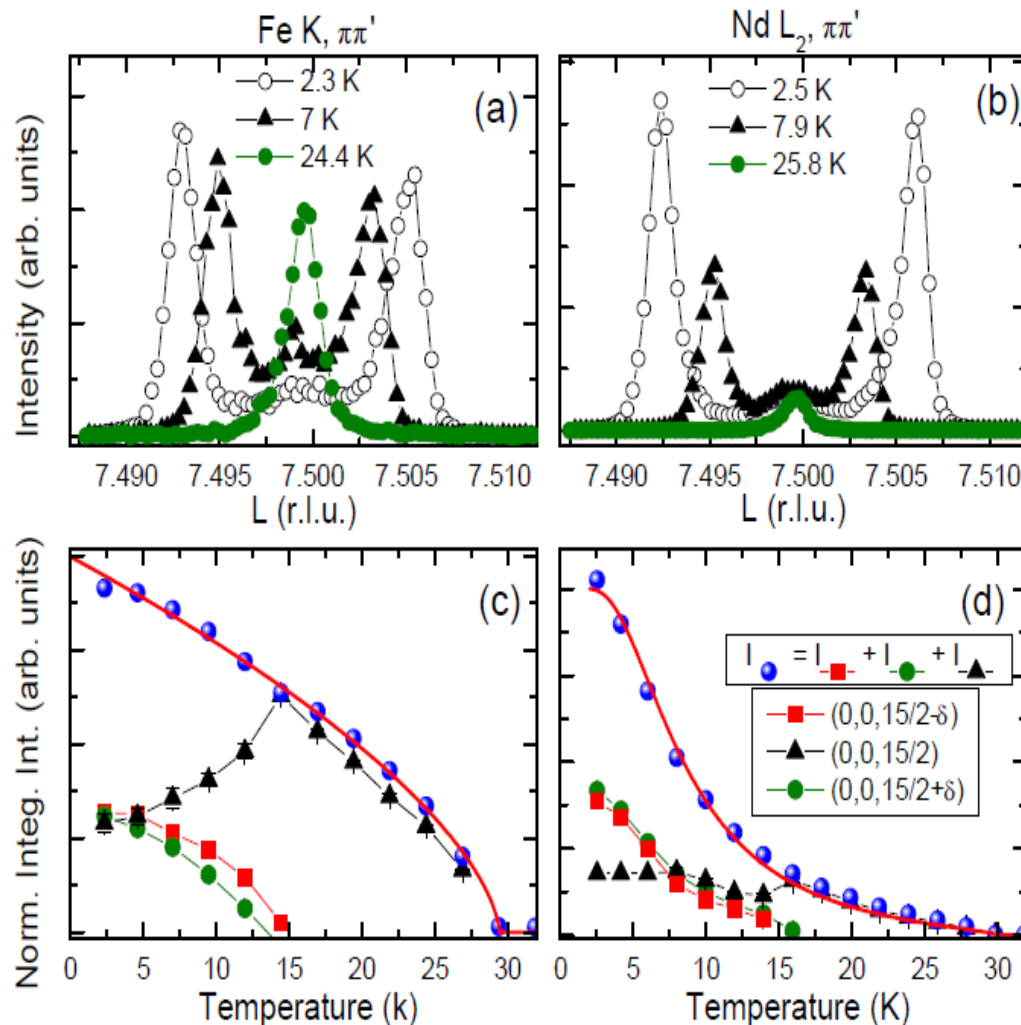 Fe K, ππ'
Nd L₂, ππ'
2.3 K
7 K
24.4 K
(a)
2.5 K
7.9 K
25.8 K
(b)
Intensity (arb. units)
7.490 7.495 7.500 7.505 7.510
L (r.l.u.)
7.490 7.495 7.500 7.505 7.510
L (r.l.u.)
Norm. Integ. Int. (arb. units)
(c)
(d)
I = I + I + I
(0,0,15/2-δ)
(0,0,15/2)
(0,0,15/2+δ)
0 5 10 15 20 25 30
Temperature (k)
0 5 10 15 20 25 30
Temperature (K)